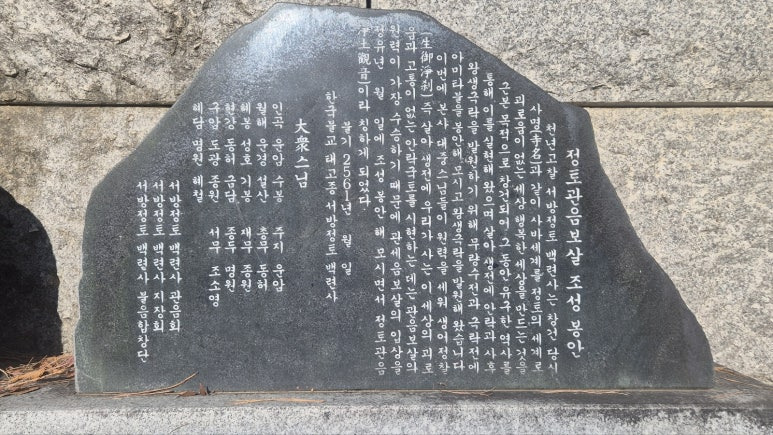 정토관음보살 조성 봉안
천년고찰 서방정토 백련사는 창건 당시
사명(寺名)과 같이 사바세계를 정토의 세계로
괴로움이 없는 세상 행복한 세상을 만드는 것을
근본 목적으로 창건되어 그 동안 유구한 역사를
통해 이를 실현해 왔으며 살아 생전에 안락과 사후
왕생극락을 발원하기 위해 무량수전과 극락전에
아미타불을 봉안해 모시고 왕생극락을 발원해 왔습니다
이번에 본사 대중스님들이 원력을 세워 생어정찰
(生御淨刹) 즉 살아 생전에 우리가 사는 이 세상의 괴로
움과 고통이 없는 안락국토를 시현하는 데는 관음보살의
원력이 가장 수승하기 때문에 관세음보살의 입상을
정유년 월 일에 조성 봉안 해 모시면서 정토관음
(淨土觀音)이라 칭하게 되었다
불기 2561년 월 일
한국불교 태고종 서방정토 백련사
大衆스님
인곡 운암 수봉 주지 운암
월해 운경 설산 총무 동허
혜봉 성호 기봉 재무 종원
현강 동허 금담 종두 명원
구암 도광 종원 서무 조소영
혜담 명원 혜철
서방정토 백련사 관음회
서방정토 백련사 지장회
서방정토 백련사 불음합창단